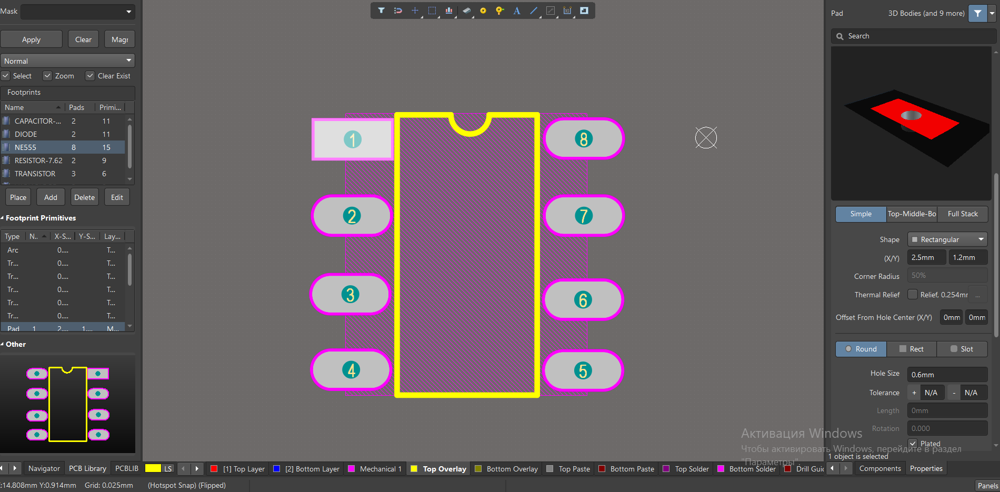 Mask
Apply Clear Magr
Normal
Select Zoom Clear Exist
Footprints
Name Pads Primi...
CAPACITOR-... 2 11
DIODE 2 11
NE555 8 15
RESISTOR-7.62 2 9
TRANSISTOR 3 6
Place Add Delete Edit
Footprint Primitives
Type N.. X-S... Y-S... Lay...
Arc 0.... T...
Tr... 0.... T...
Tr... 0.... T...
Tr... 0.... T...
Tr... 0.... T...
Tr... 0.... T...
Pad 1 2.... 1.... M...
Other
Navigator PCB Library PCBLIB
1 8
2 7
3 6
4 5
Pad 3D Bodies (and 9 more)
Search
Simple Top-Middle-Bo Full Stack
Shape Rectangular
(X/Y) 2.5mm 1.2mm
Corner Radius 50%
Thermal Relief Relief, 0.254mr ...
Offset From Hole Center (X/Y) 0mm 0mm
Round Rect Slot
Hole Size 0.6mm
Tolerance + N/A - N/A
Length 0mm
Rotation 0.000
Plated
Активация Windows
Чтобы активировать Windows, перейдите в раздел
"Параметры".
1 object is selected
LS [1] Top Layer [2] Bottom Layer Mechanical 1 Top Overlay Bottom Overlay Top Paste Bottom Paste Top Solder Bottom Solder Drill Guid
Components Properties
:14.808mm Y:0.914mm Grid: 0.025mm (Hotspot Snap) (Flipped)
Panels